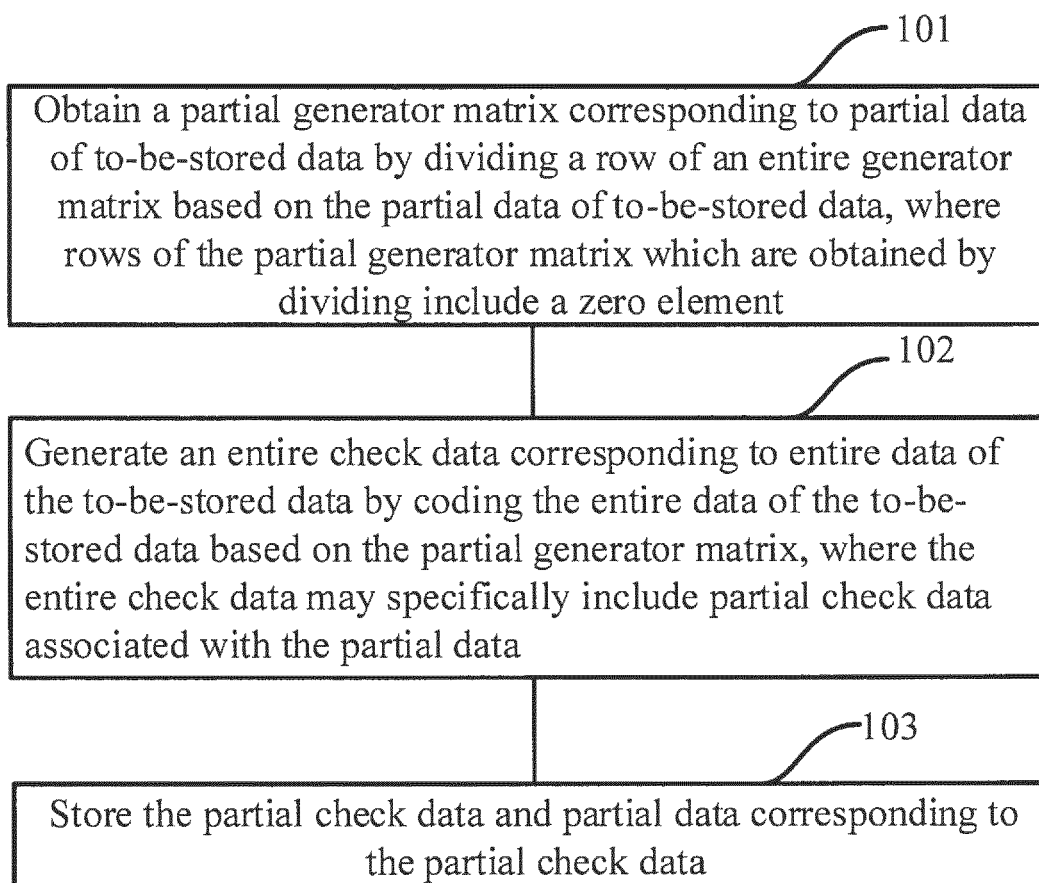 101
Obtain a partial generator matrix corresponding to partial data
of to-be-stored data by dividing a row of an entire generator
matrix based on the partial data of to-be-stored data, where
rows of the partial generator matrix which are obtained by
dividing include a zero element
102
Generate an entire check data corresponding to entire data of
the to-be-stored data by coding the entire data of the to-be-
stored data based on the partial generator matrix, where the
entire check data may specifically include partial check data
associated with the partial data
103
Store the partial check data and partial data corresponding to
the partial check data